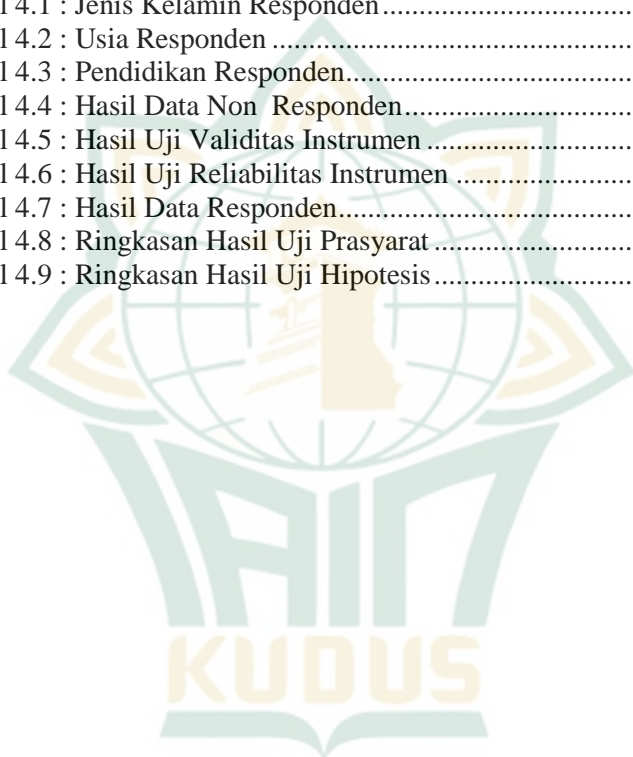 l 4.1 : Jenis Kelamin Responden........................................
l 4.2 : Usia Responden ........................................................
l 4.3 : Pendidikan Responden..............................................
l 4.4 : Hasil Data Non  Responden.....................................
l 4.5 : Hasil Uji Validitas Instrumen .................................
l 4.6 : Hasil Uji Reliabilitas Instrumen ............................
l 4.7 : Hasil Data Responden...............................................
l 4.8 : Ringkasan Hasil Uji Prasyarat ...............................
l 4.9 : Ringkasan Hasil Uji Hipotesis ...............................
IAIN
KUDUS